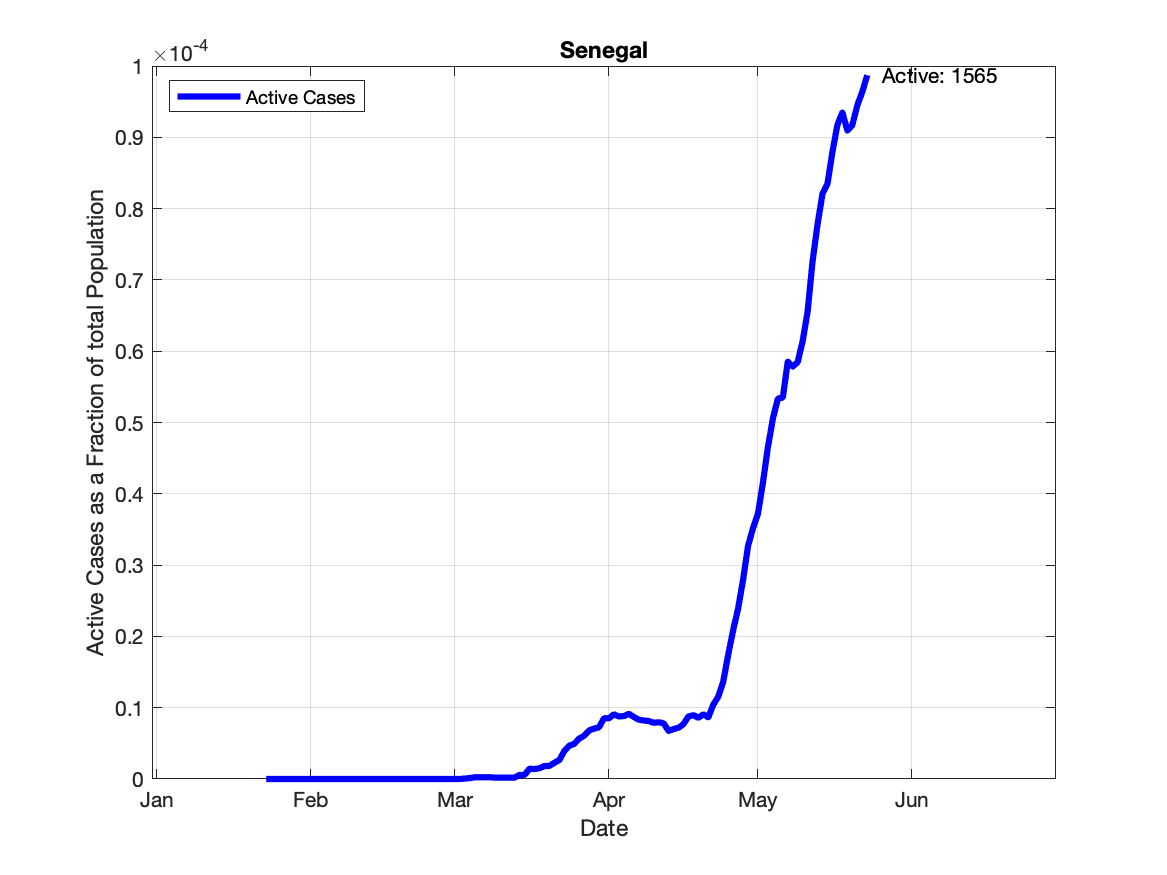 Senegal
×10-4
1
0.9
0.8
0.7
0.6
0.5
0.4
0.3
0.2
0.1
0
Active Cases as a Fraction of total Population
Active Cases
Active: 1565
Jan Feb Mar Apr May Jun
Date